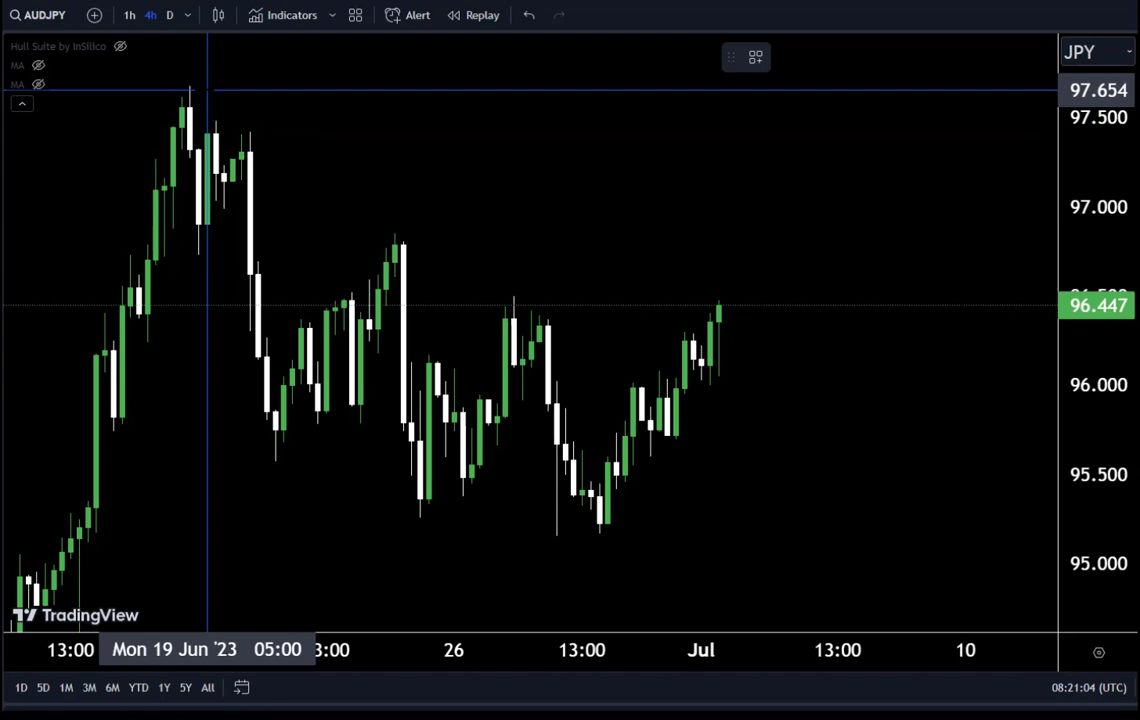 AUDJPY 1h 4h D Indicators Alert Replay
Hull Suite by InSilico
MA
MA
JPY
97.654
97.500
97.000
96.447
96.000
95.500
95.000
TradingView
13:00 Mon 19 Jun '23 05:00 3:00 26 13:00 Jul 13:00 10
1D 5D 1M 3M 6M YTD 1Y 5Y All 08:21:04 (UTC)